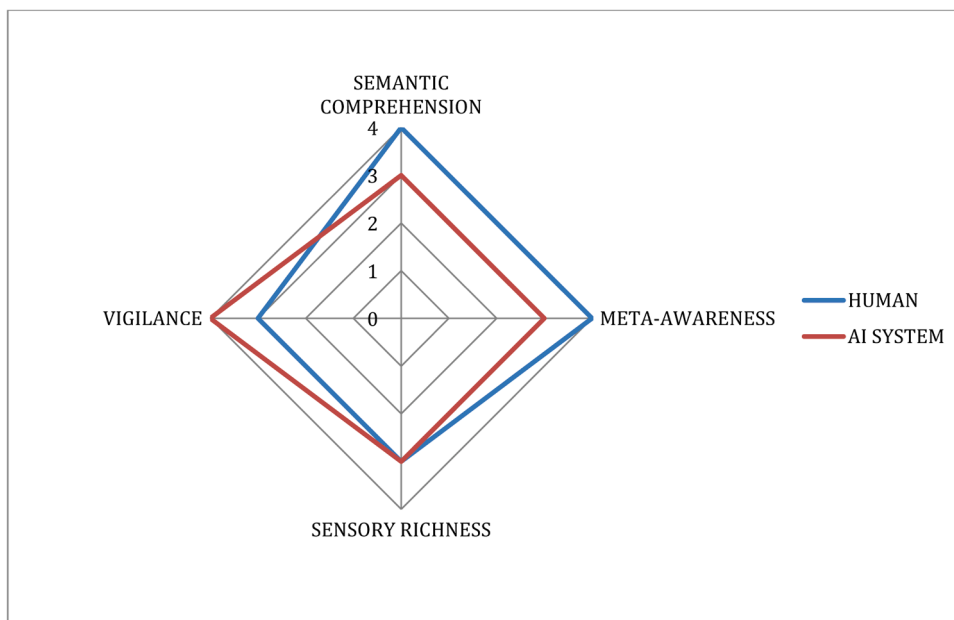 SEMANTIC
COMPREHENSION
4
3
2
1
0
VIGILANCE
META-AWARENESS
SENSORY RICHNESS
HUMAN
AI SYSTEM